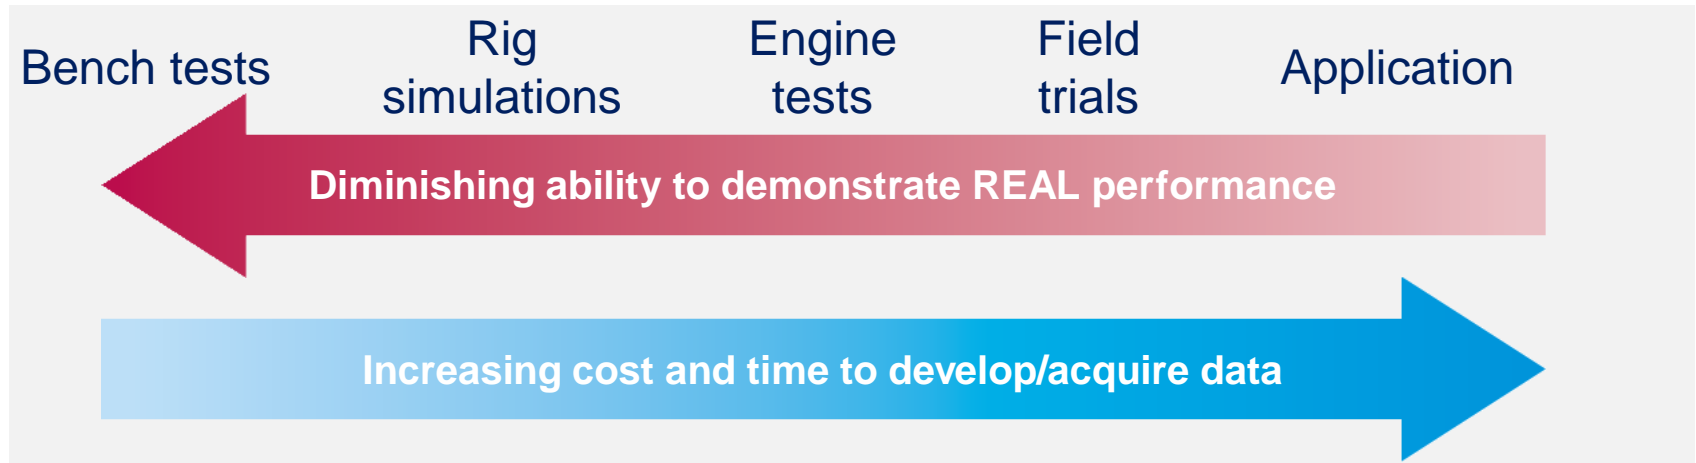 Bench tests
Rig
simulations
Engine
tests
Field
trials
Application
Diminishing ability to demonstrate REAL performance
Increasing cost and time to develop/acquire data